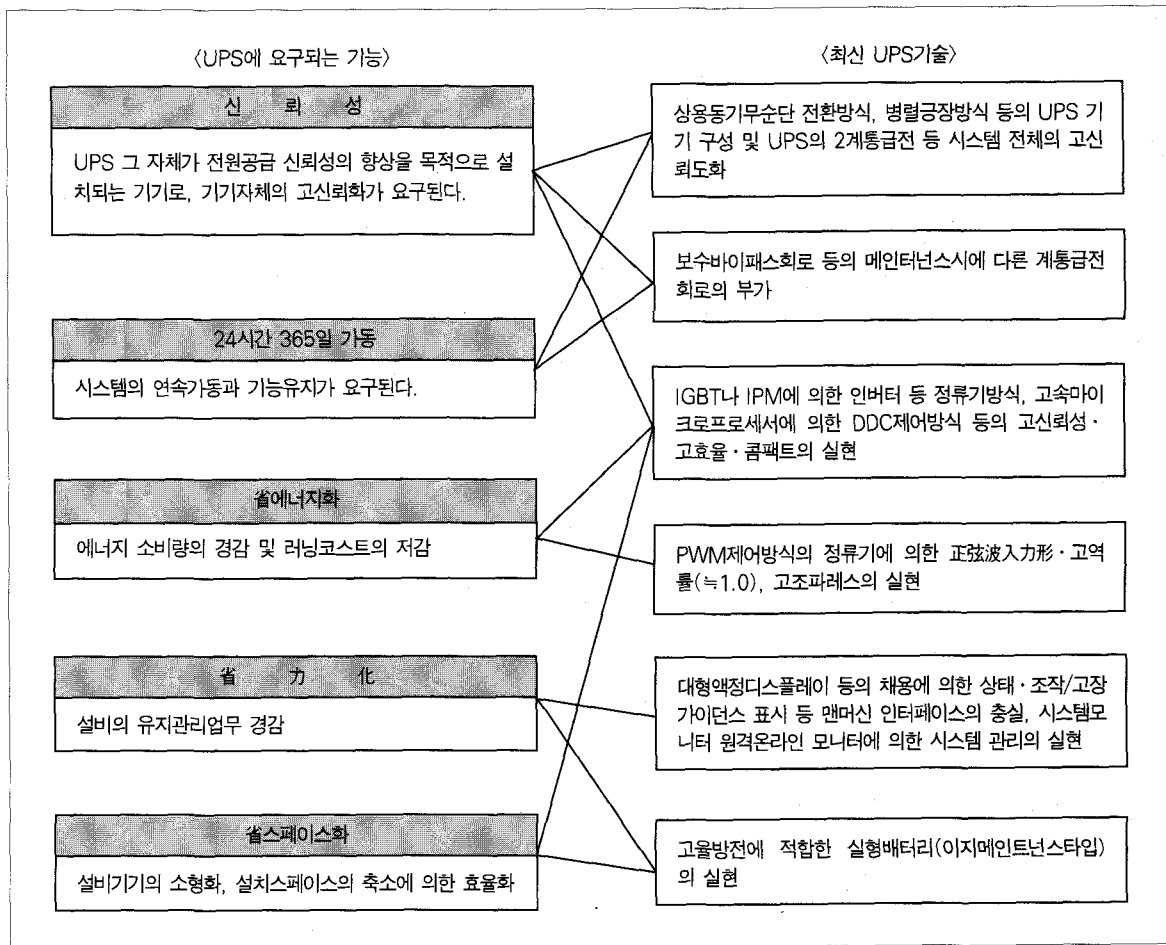 〈UPS에 요구되는 기능〉
신 뢰 성
UPS 그 자체가 전원공급 신뢰성의 향상을 목적으로 설
치되는 기기로, 기기자체의 고신뢰화가 요구된다.
24시간 365일 가동
시스템의 연속가동과 기능유지가 요구된다.
省에너지화
에너지 소비량의 경감 및 러닝코스트의 저감
省 力 化
설비의 유지관리업무 경감
省스페이스화
설비기기의 소형화, 설치스페이스의 축소에 의한 효율화
〈최신 UPS기술〉
상용동기무순단 전환방식, 병렬긍장방식 등의 UPS 기
기 구성 및 UPS의 2계통급전 등 시스템 전체의 고신
뢰도화
보수바이패스회로 등의 메인터넌스시에 다른 계통급전
회로의 부가
IGBT나 IPM에 의한 인버터 등 정류기방식, 고속마이
크로프로세서에 의한 DDC제어방식 등의 고신뢰성·
고효율·콤팩트의 실현
PWM제어방식의 정류기에 의한 正弦波入力形·고역
률(≒1.0), 고조파레스의 실현
대형액정디스플레이 등의 채용에 의한 상태·조작/고장
가이던스 표시 등 맨머신 인터페이스의 충실, 시스템모
니터 원격온라인 모니터에 의한 시스템 관리의 실현
고율방전에 적합한 실형배터리(이지메인트넌스타입)
의 실현